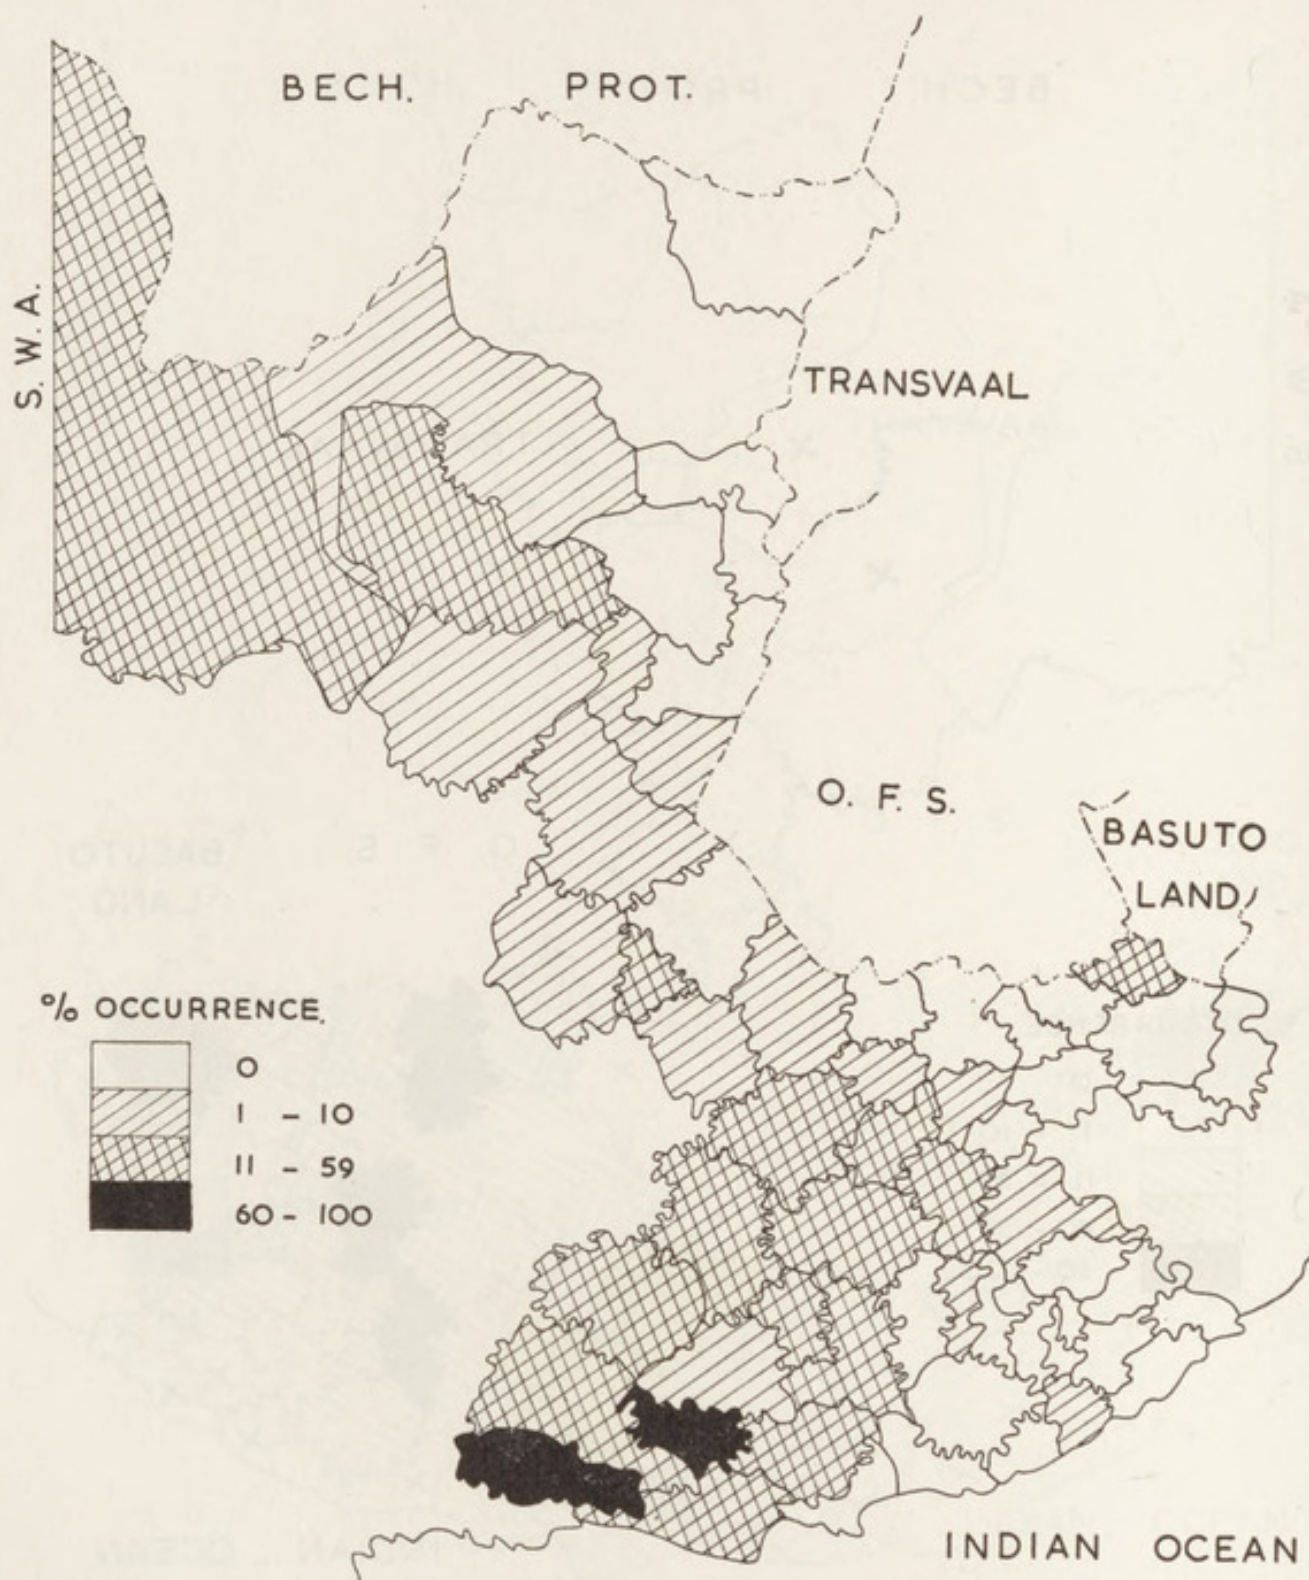 BECH. PROT.
S. W. A.
TRANSVAAL
O. F. S.
BASUTO
LAND
% OCCURRENCE.
0
1 – 10
11 – 59
60 – 100
INDIAN OCEAN